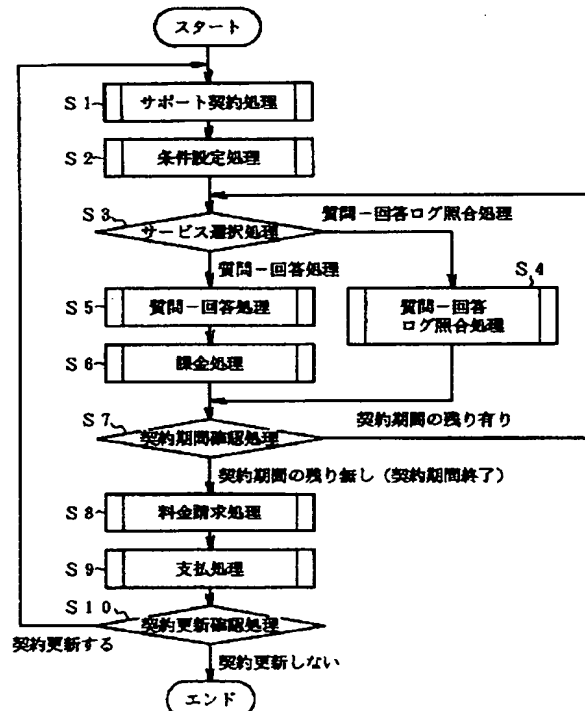 スタート
S1
サポート契約処理
S2
条件設定処理
S3
サービス選択処理
質問-回答ログ照合処理
質問-回答処理
S4
S5
質問-回答処理
質問-回答
ログ照合処理
S6
課金処理
S7
契約期間確認処理
契約期間の残り有り
契約期間の残り無し(契約期間終了)
S8
料金請求処理
S9
支払処理
S10
契約更新確認処理
契約更新する
契約更新しない
エンド